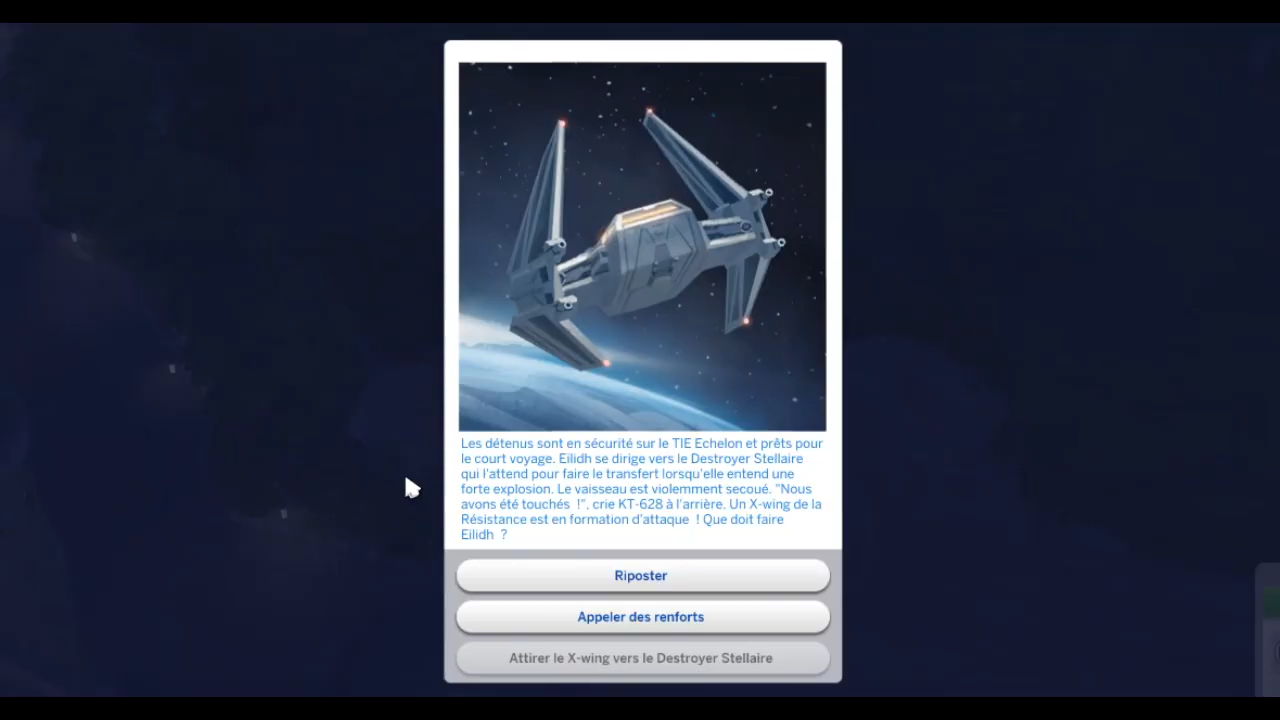 Les détenus sont en sécurité sur le TIE Echelon et prêts pour
le court voyage. Eilidh se dirige vers le Destroyer Stellaire
qui l'attend pour faire le transfert lorsqu'elle entend une
forte explosion. Le vaisseau est violemment secoué. "Nous
avons été touchés !", crie KT-628 à l'arrière. Un X-wing de la
Résistance est en formation d'attaque ! Que doit faire
Eilidh ?
Riposter
Appeler des renforts
Attirer le X-wing vers le Destroyer Stellaire